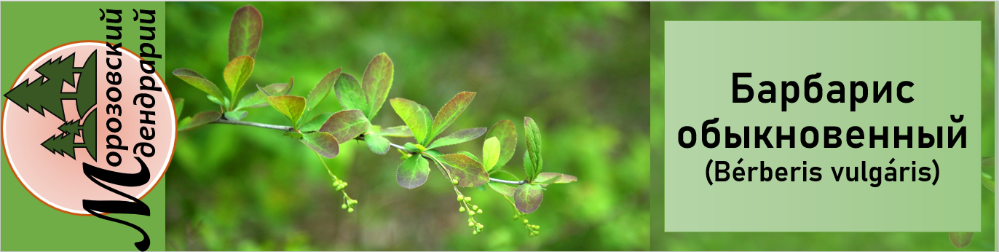 Морозовский
дендрарий
Барбарис
обыкновенный
(Bérberis vulgáris)